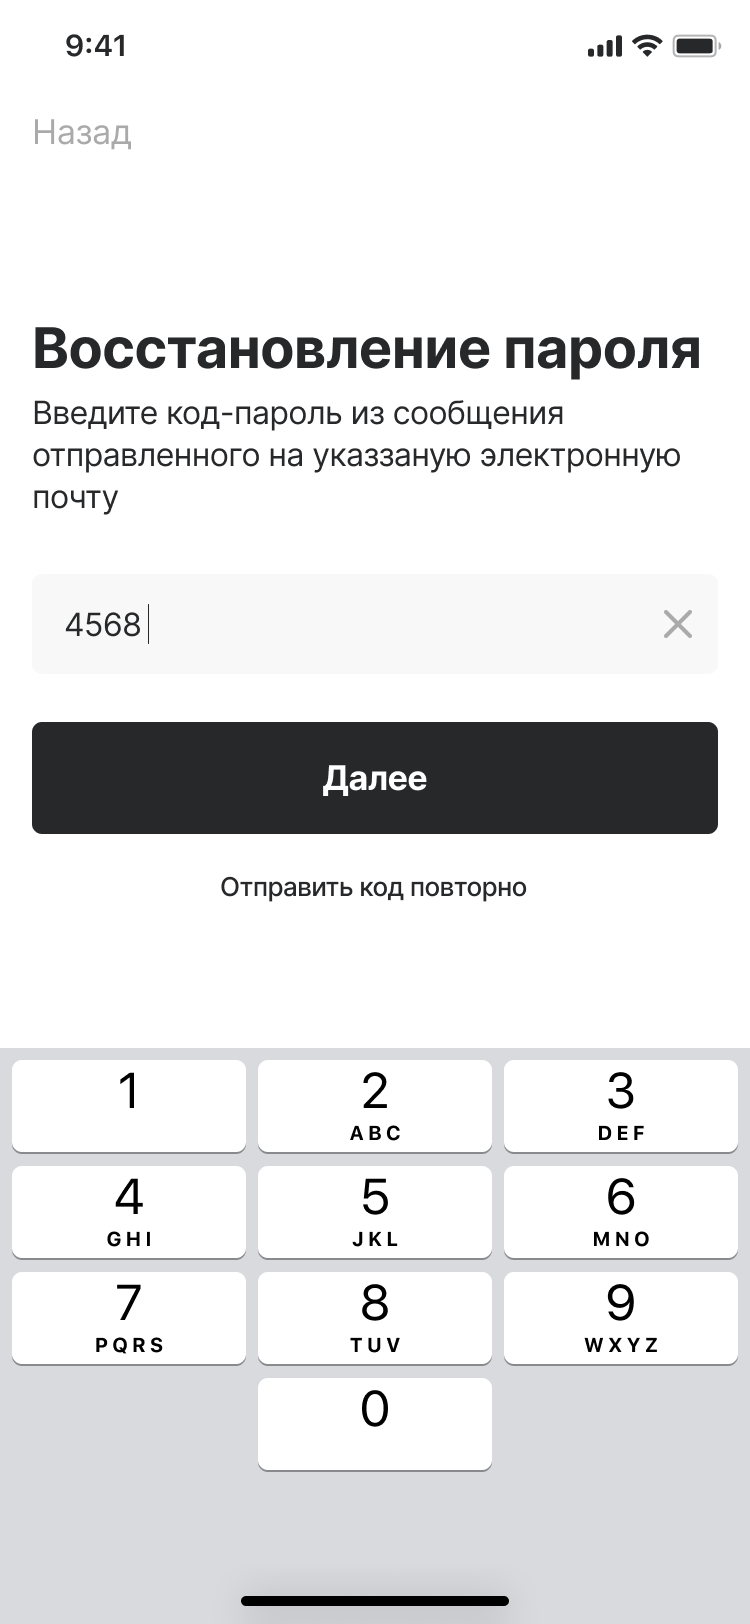 9:41
Назад
Восстановление пароля
Введите код-пароль из сообщения
отправленного на указзаную электронную
почту
4568
Далее
Отправить код повторно
1 2 3
ABC DEF
4 5 6
GHI JKL MNO
7 8 9
PQRS TUV WXYZ
0